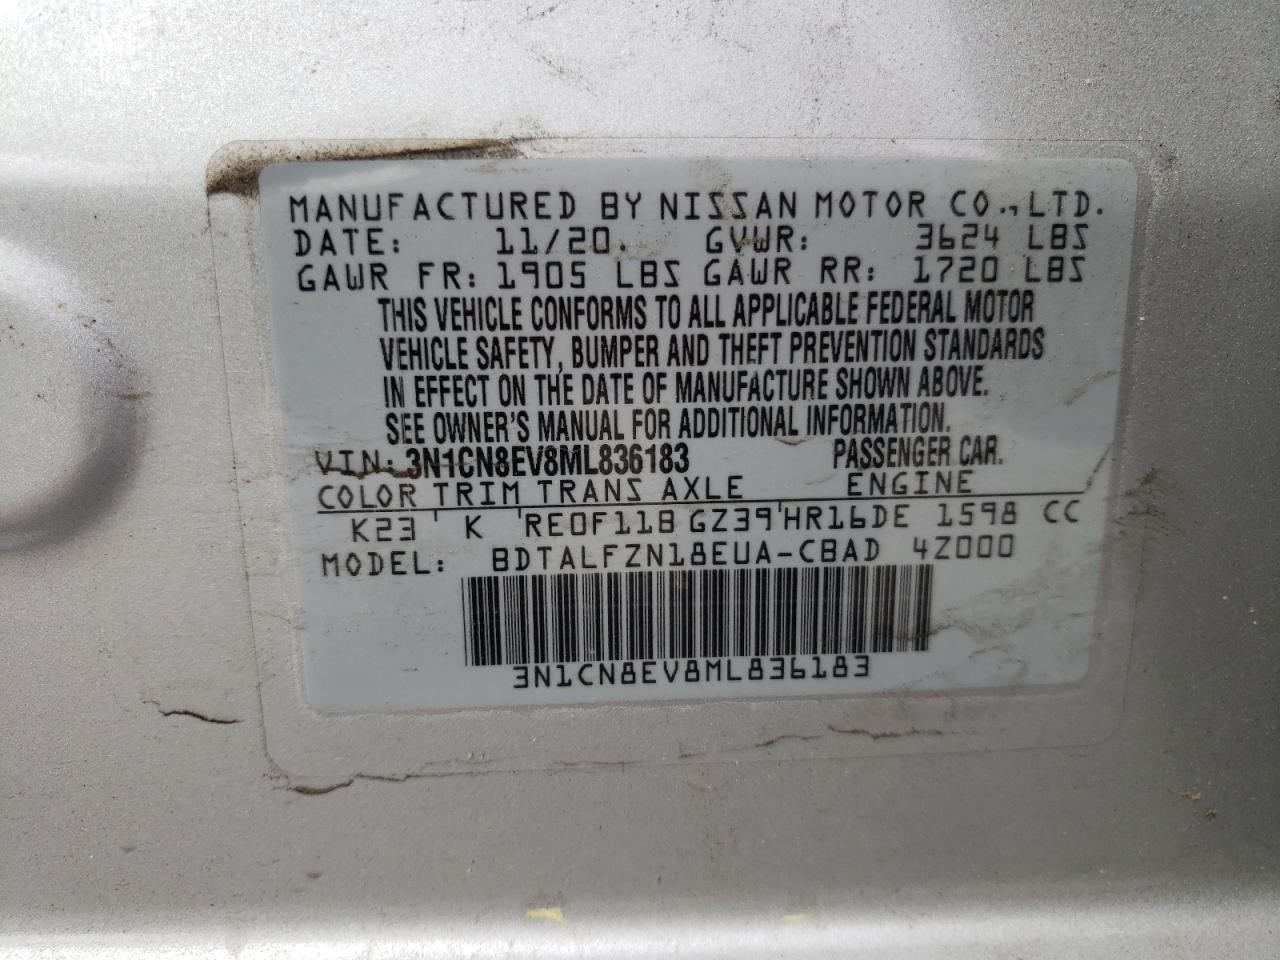 MANUFACTURED BY NISSAN MOTOR CO., LTD.
DATE: 11/20. GVWR: 3624 LBS
GAWR FR: 1905 LBS GAWR RR: 1720 LBS
THIS VEHICLE CONFORMS TO ALL APPLICABLE FEDERAL MOTOR
VEHICLE SAFETY, BUMPER AND THEFT PREVENTION STANDARDS
IN EFFECT ON THE DATE OF MANUFACTURE SHOWN ABOVE.
SEE OWNER'S MANUAL FOR ADDITIONAL INFORMATION.
VIN: 3N1CN8EV8ML836183 PASSENGER CAR.
COLOR TRIM TRANS AXLE ENGINE
K23 K RE0F11B GZ39 HR16DE 1598 CC
MODEL: BDTALFZN18EUA-CBAD 4Z000
3N1CN8EV8ML836183